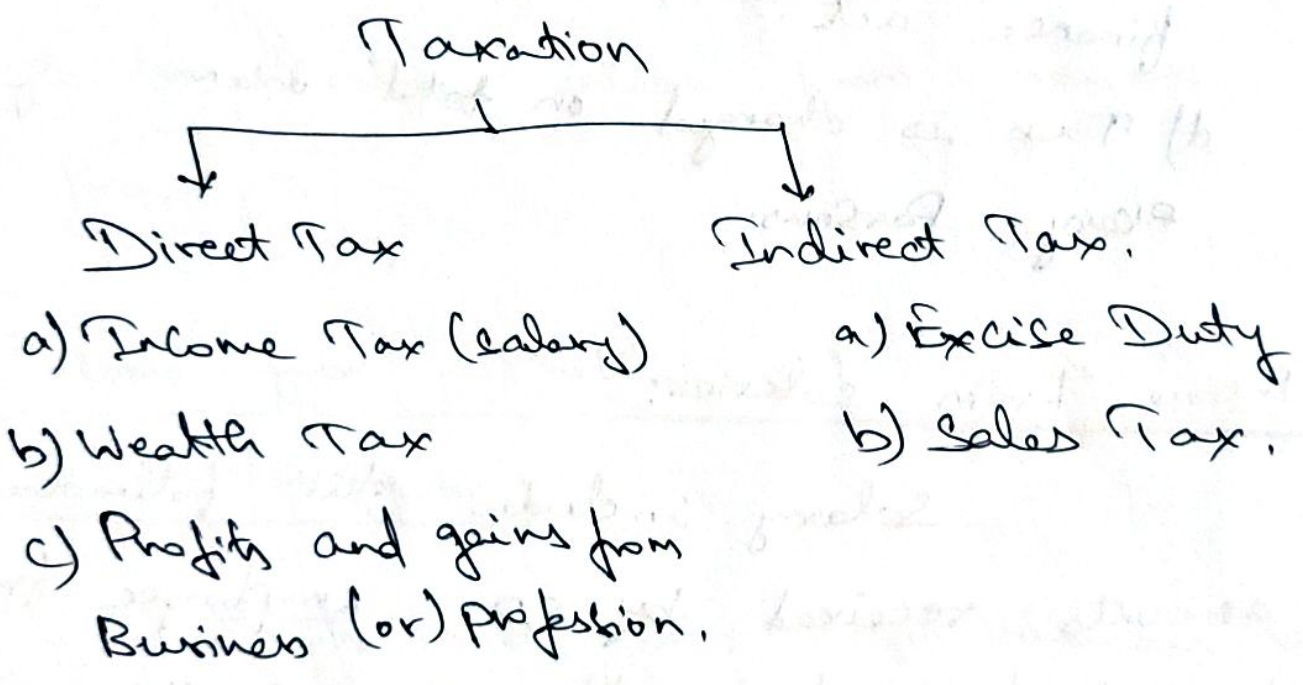 Taxation
Direct Tax
Indirect Tax.
a) Income Tax (salary)
a) Excise Duty
b) Wealth Tax
b) Sales Tax.
c) Profits and gains from
Business (or) profession.